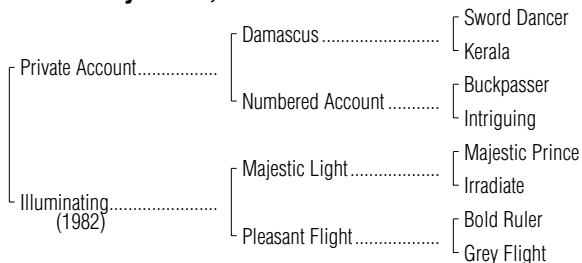 Sword Dancer
Damascus
Kerala
Private Account
Buckpasser
Numbered Account
Intriguing
Majestic Prince
Majestic Light
Irradiate
Illuminating
(1982)
Bold Ruler
Pleasant Flight
Grey Flight